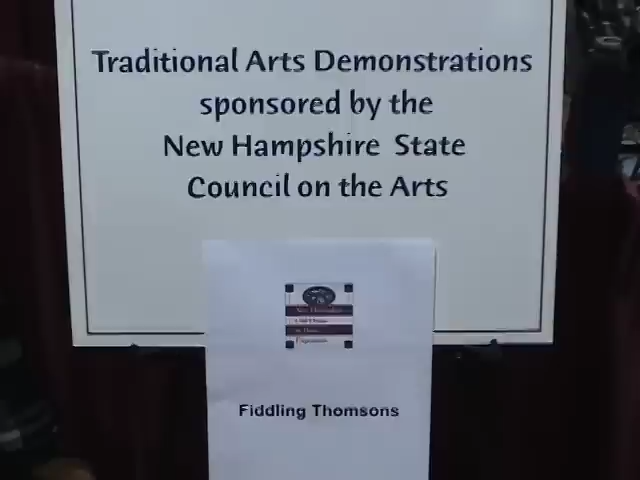 Traditional Arts Demonstrations
sponsored by the
New Hampshire State
Council on the Arts
Fiddling Thomsons